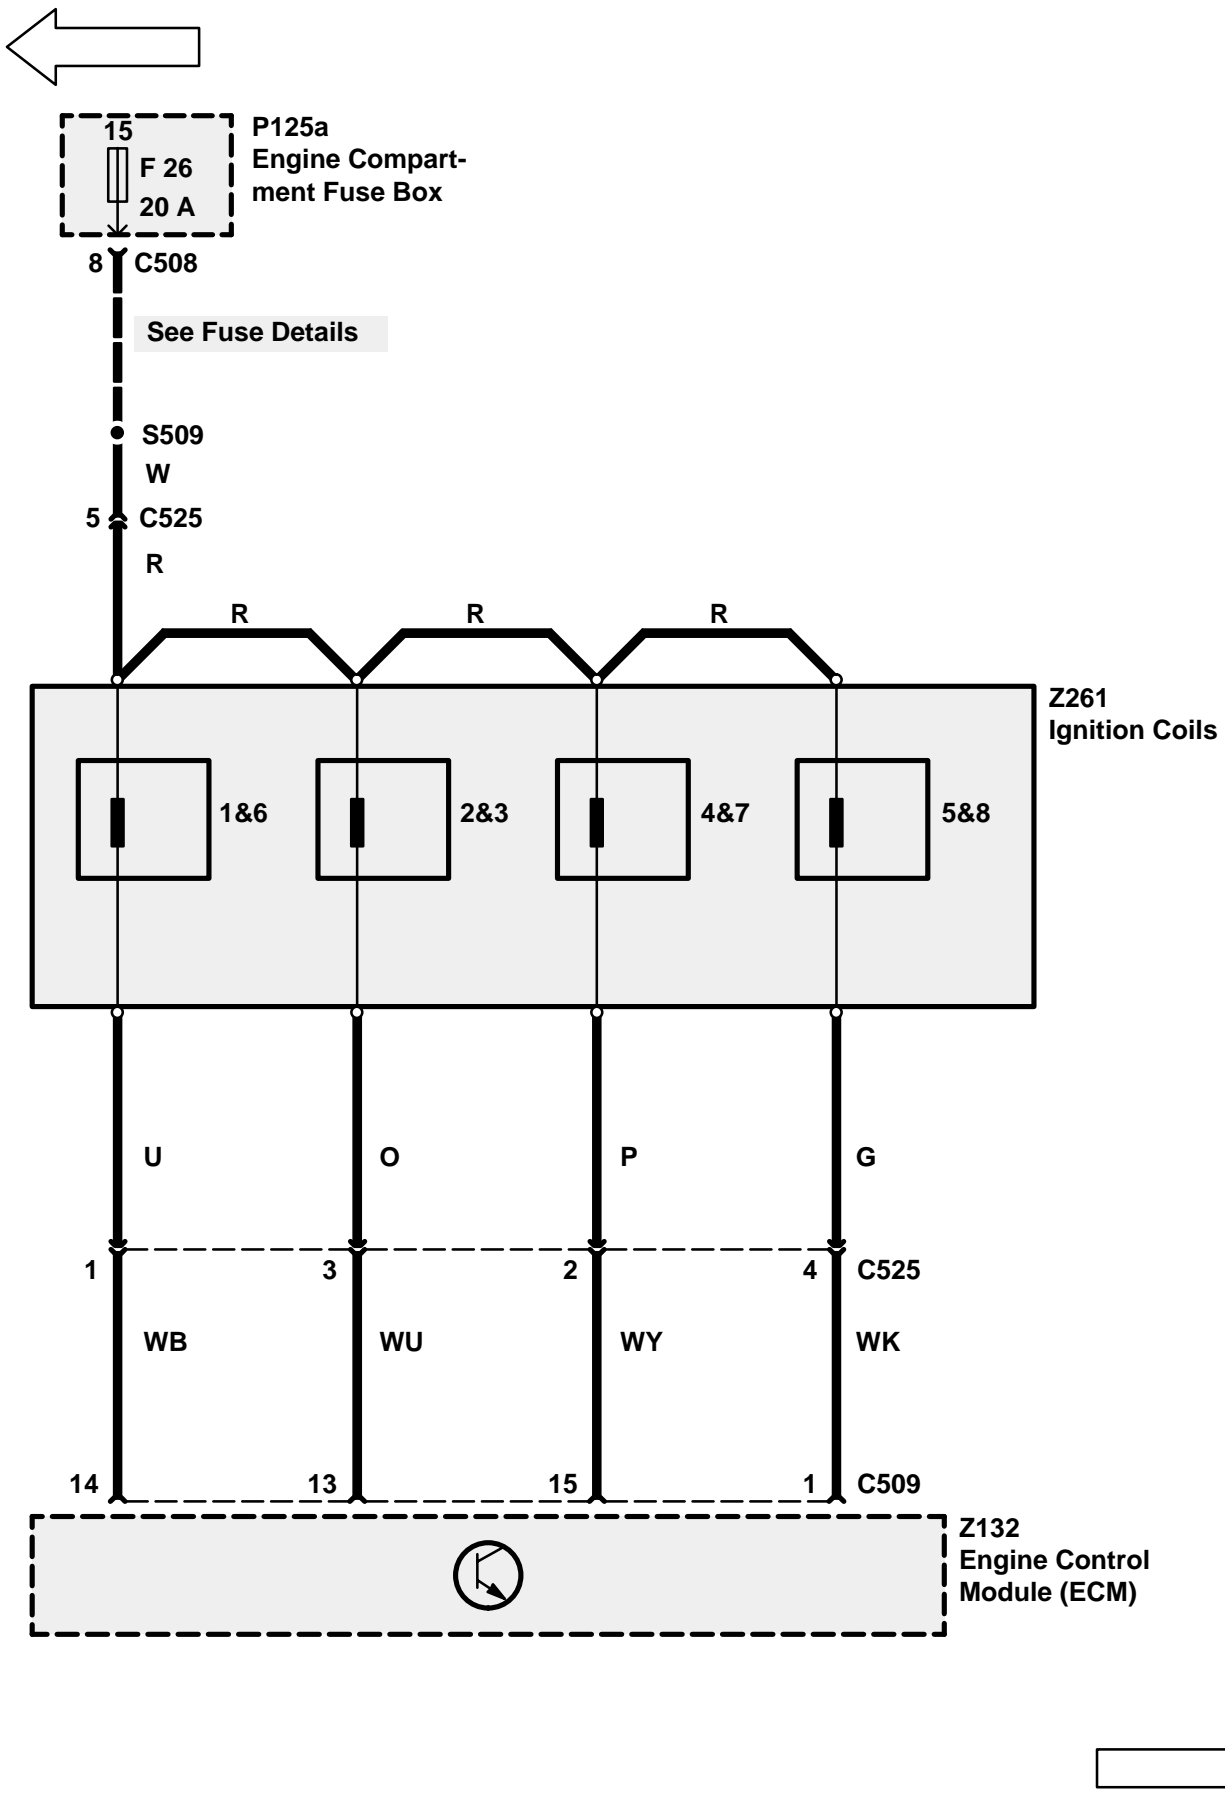 15
F 26
20 A
P125a
Engine Compart-
ment Fuse Box
8 C508
See Fuse Details
S509
W
5 C525
R
R R R
Z261
Ignition Coils
1&6 2&3 4&7 5&8
U O P G
1 3 2 4 C525
WB WU WY WK
14 13 15 1 C509
Z132
Engine Control
Module (ECM)